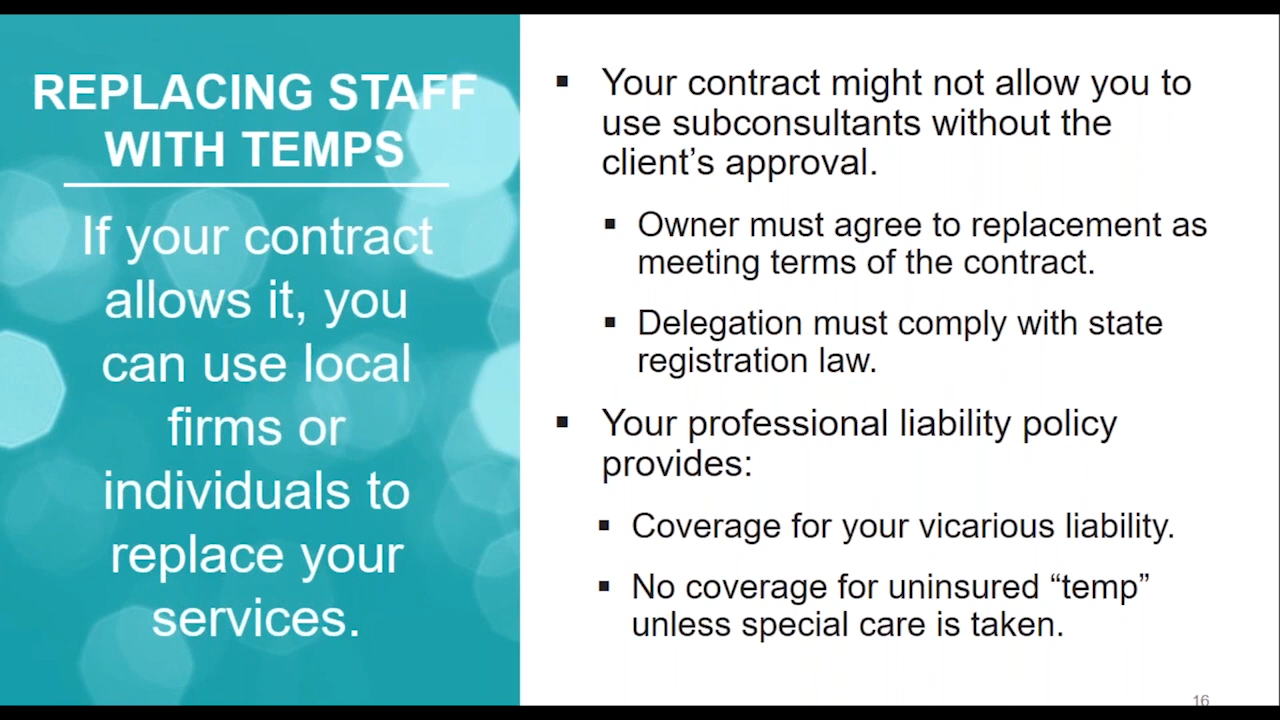 REPLACING STAFF
WITH TEMPS
If your contract
allows it, you
can use local
firms or
individuals to
replace your
services.
▪ Your contract might not allow you to
use subconsultants without the
client’s approval.
▪ Owner must agree to replacement as
meeting terms of the contract.
▪ Delegation must comply with state
registration law.
▪ Your professional liability policy
provides:
▪ Coverage for your vicarious liability.
▪ No coverage for uninsured “temp”
unless special care is taken.
16